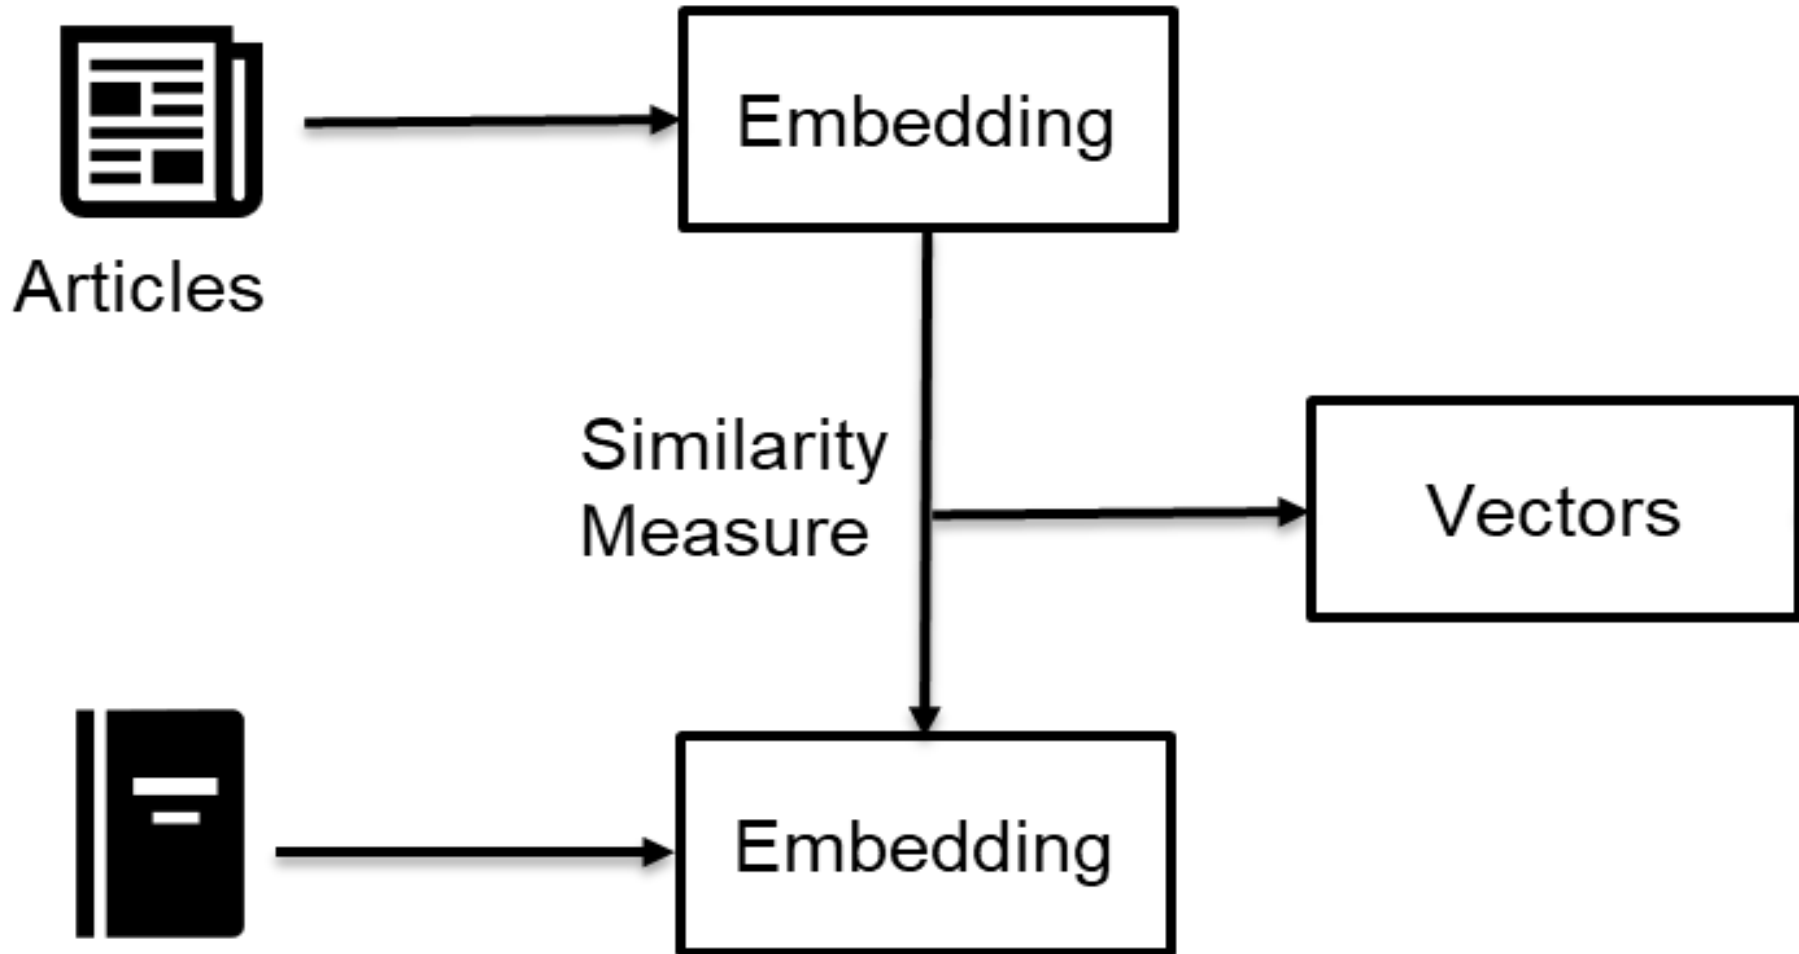 Embedding
Articles
Similarity
Measure
Vectors
Embedding